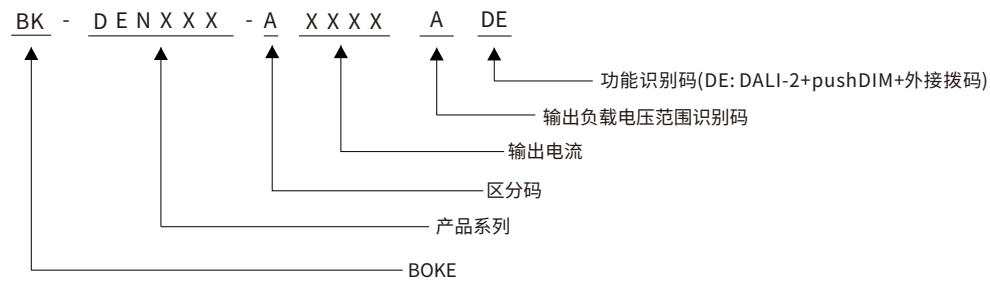 BK - DENXXX - A XXXX A DE
功能识别码(DE: DALI-2+pushDIM+外接拨码)
输出负载电压范围识别码
输出电流
区分码
产品系列
BOKE